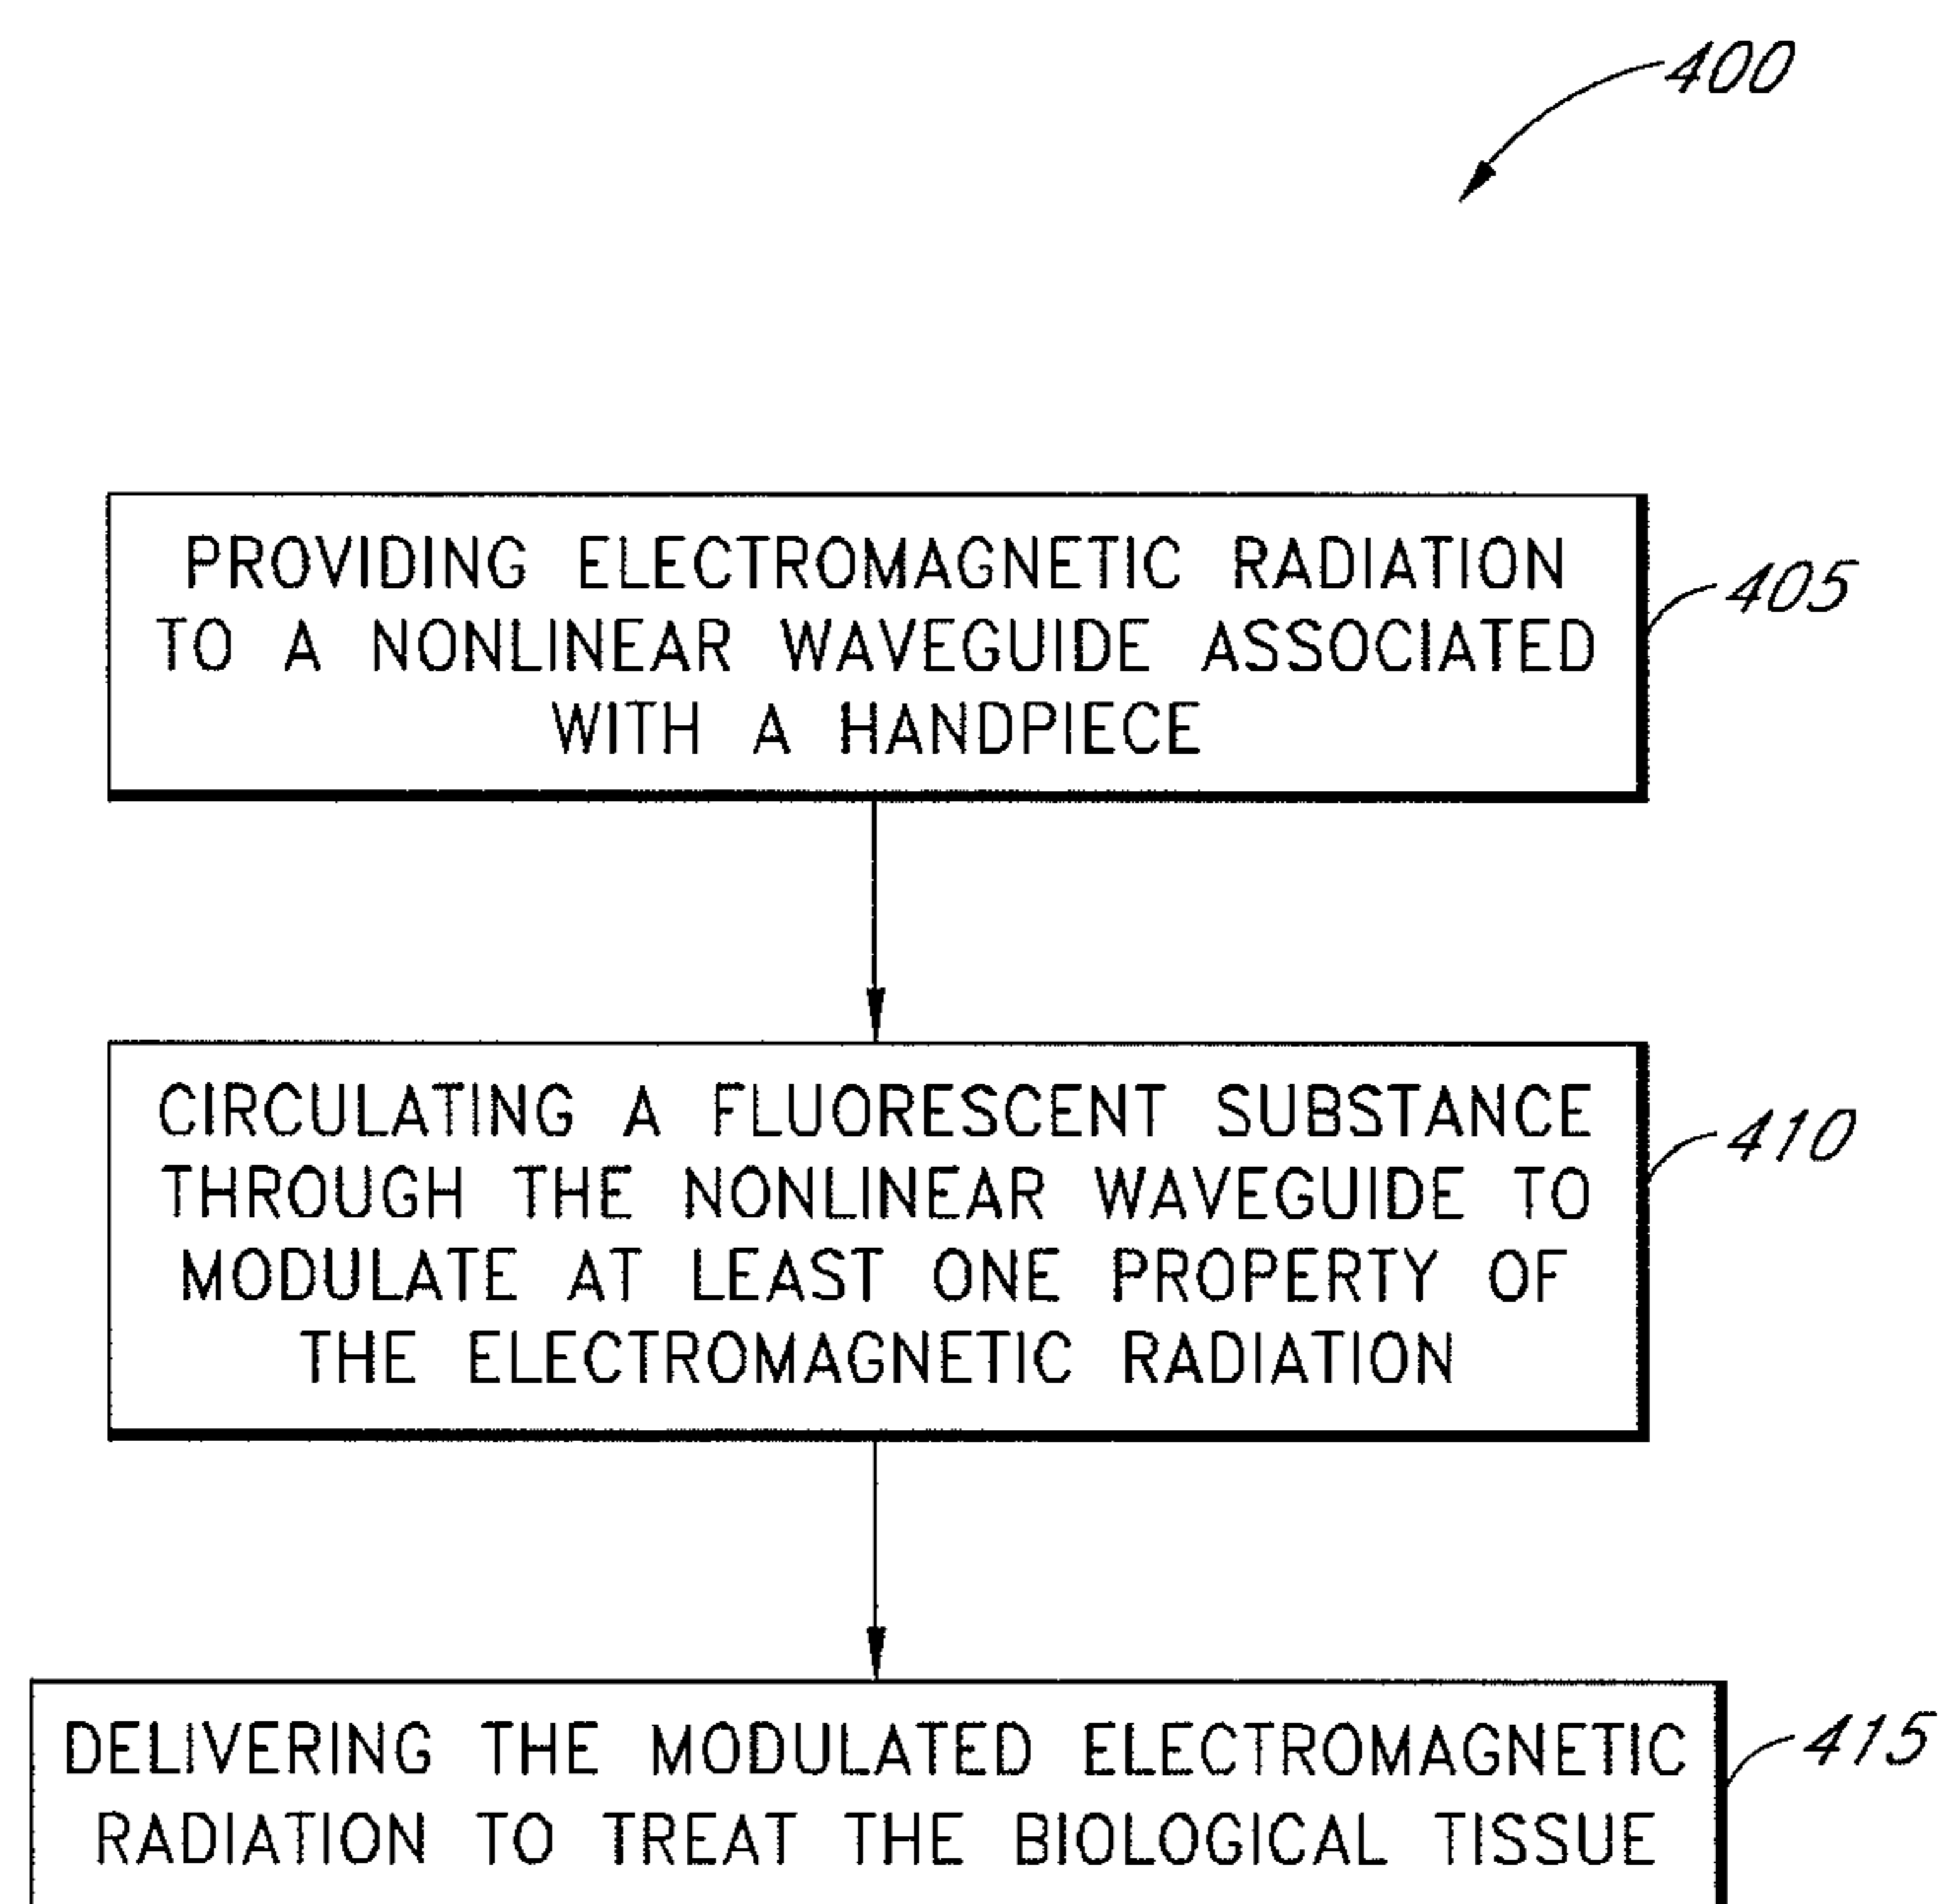 400
PROVIDING ELECTROMAGNETIC RADIATION
TO A NONLINEAR WAVEGUIDE ASSOCIATED
WITH A HANDPIECE
405
CIRCULATING A FLUORESCENT SUBSTANCE
THROUGH THE NONLINEAR WAVEGUIDE TO
MODULATE AT LEAST ONE PROPERTY OF
THE ELECTROMAGNETIC RADIATION
410
DELIVERING THE MODULATED ELECTROMAGNETIC
RADIATION TO TREAT THE BIOLOGICAL TISSUE
415